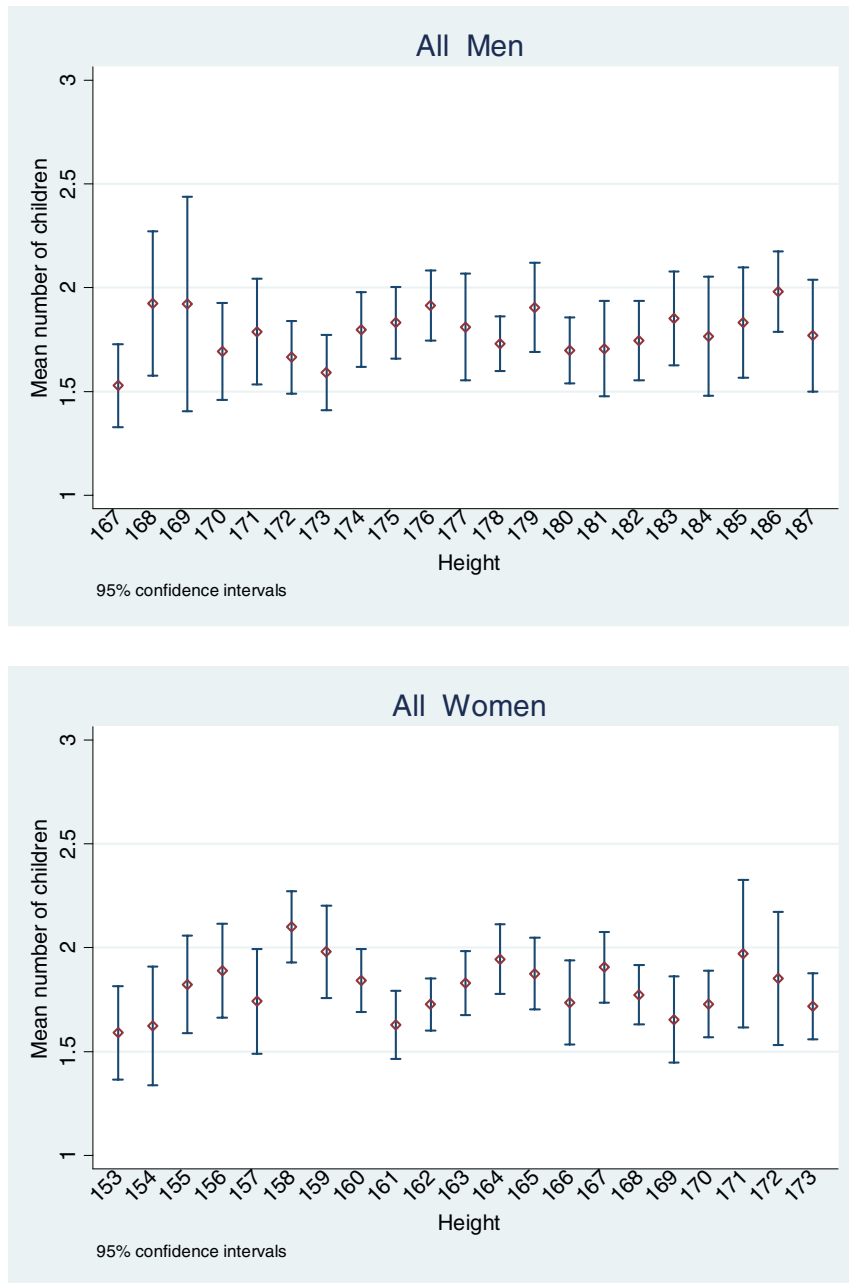 All Men
Mean number of children
3
2.5
2
1.5
1
167 168 169 170 171 172 173 174 175 176 177 178 179 180 181 182 183 184 185 186 187
Height
95% confidence intervals
All Women
Mean number of children
3
2.5
2
1.5
1
153 154 155 156 157 158 159 160 161 162 163 164 165 166 167 168 169 170 171 172 173
Height
95% confidence intervals